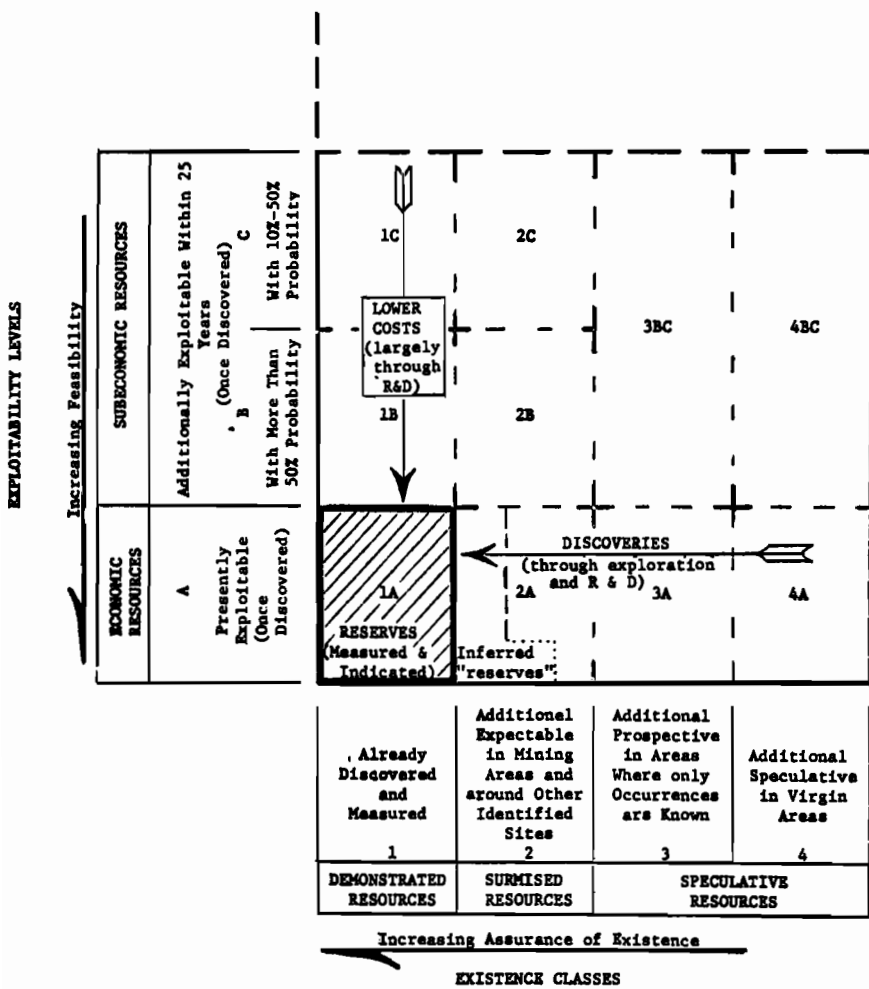 EXPLOITABILITY LEVELS
Increasing Feasibility
SUBECONOMIC RESOURCES
Additionally Exploitable Within 25
Years
(Once Discovered)
B
C
With 10%-50%
Probability
With More Than
50% Probability
ECONOMIC
RESOURCES
A
Presently
Exploitable
(Once
Discovered)
1C
2C
LOWER
COSTS
(largely
through
R&D)
3BC
4BC
1B
2B
DISCOVERIES
(through exploration
and R & D)
1A
2A
3A
4A
RESERVES
(Measured &
Indicated)
Inferred
"reserves"
Already
Discovered
and
Measured
1
Additionel
Expectable
in Mining
Areas and
around Other
Identified
Sites
2
Additional
Prospective
in Areas
Where only
Occurrences
ars Known
3
Additional
Speculative
in Virgin
Areas
4
DEMONSTRATED
RESOURCES
SURMISED
RESOURCES
SPECULATIVE
RESOURCES
Increasing Assurance of Existence
EXISTENCE CLASSES